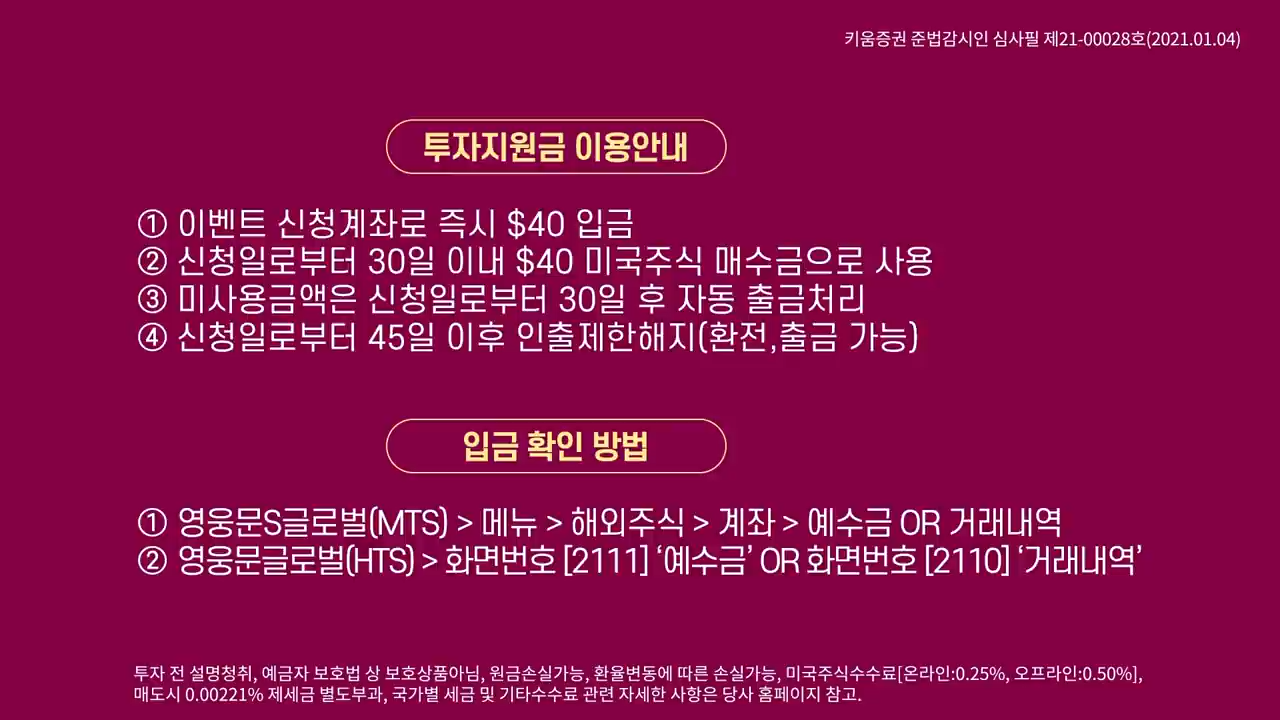 키움증권 준법감시인 심사필 제21-00028호(2021.01.04)
투자지원금 이용안내
① 이벤트 신청계좌로 즉시 $40 입금
② 신청일로부터 30일 이내 $40 미국주식 매수금으로 사용
③ 미사용금액은 신청일로부터 30일 후 자동 출금처리
④ 신청일로부터 45일 이후 인출제한해지(환전,출금 가능)
입금 확인 방법
① 영웅문S글로벌(MTS) > 메뉴 > 해외주식 > 계좌 > 예수금 OR 거래내역
② 영웅문글로벌(HTS) > 화면번호 [2111] ‘예수금’ OR 화면번호 [2110] ‘거래내역’
투자 전 설명청취, 예금자 보호법 상 보호상품아님, 원금손실가능, 환율변동에 따른 손실가능, 미국주식수수료[온라인:0.25%, 오프라인:0.50%],
매도시 0.00221% 제세금 별도부과, 국가별 세금 및 기타수수료 관련 자세한 사항은 당사 홈페이지 참고.